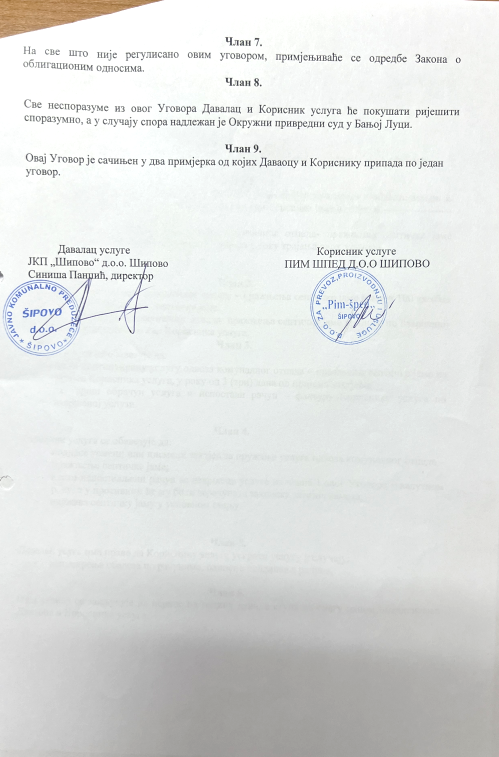 Члан 7.
На све што није регулисано овим уговором, примјењиваће се одредбе Закона о
облигационим односима.
Члан 8.
Све неспоразуме из овог Уговора Давалац и Корисник услуга ће покушати ријешити
споразумно, а у случају спора надлежан је Окружни привредни суд у Бањој Луци.
Члан 9.
Овај Уговор је сачињен у два примјерка од којих Даваоцу и Кориснику припада по један
уговор.
Давалац услуге
ЈКП „Шипово“ д.о.о. Шипово
Синиша Панџић, директор
JAVNO KOMUNALNO PREDUZEĆE
ŠIPOVO
d.o.o.
ŠIPOVO
Корисник услуге
ПИМ ШПЕД Д.О.О ШИПОВО
D.O.O. ZA PREVOZ, PROIZVODNJU I USLUGE
„Pim-šped“
ŠIPOVO